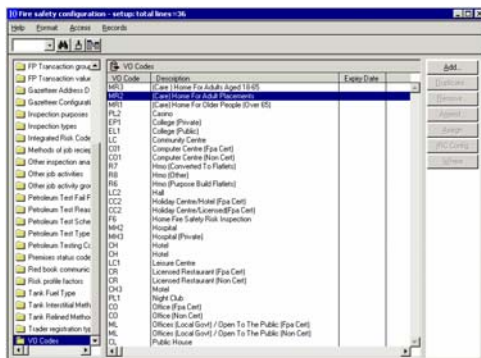 Fire safety configuration - setup: total lines=36
Help Format Access Records
FP Transaction group
FP Transaction value
Gazetteer Address D
Gazetteer Configurati
Inspection purposes
Inspection types
Integrated Risk Code
Methods of job reciep
Other inspection ana
Other job activities
Other job activity gro
Petroleum Test Fail F
Petroleum Test Reas
Petroleum Test Sche
Petroleum Test Type
Petroleum Testing Co
Premises status code
Red book communic
Risk profile factors
Tank Fuel Type
Tank Interstitial Meth
Tank Relined Method
Trader registration typ
VO Codes
VO Codes
VO Code Description Expiry Date
MR3 (Care) Home For Adults Aged 18-65
MR2 (Care) Home For Adult Placements
MR1 (Care) Home For Older People (Over 65)
PL2 Casino
EP1 College (Private)
EL1 College (Public)
LC Community Centre
CO1 Computer Centre (Fpa Cert)
CO1 Computer Centre (Non Cert)
R7 Hmo (Converted To Flatlets)
R8 Hmo (Other)
R6 Hmo (Purpose Build Flatlets)
LC2 Hall
CC2 Holiday Centre/Hotel (Fpa Cert)
CC2 Holiday Centre/Licensed(Fpa Cert)
F6 Home Fire Safety Risk Inspection
MH2 Hospital
MH3 Hospital (Private)
CH Hotel
CH Hotel
LC1 Leisure Centre
CR Licensed Restaurant (Fpa Cert)
CR Licensed Restaurant (Non Cert)
CH3 Motel
PL1 Night Club
CO Office (Fpa Cert)
CO Office (Non Cert)
ML Offices (Local Govt) / Open To The Public (Fpa Cert)
ML Offices (Local Govt) / Open To The Public (Non Cert)
CL Public House
Add...
Duplicate...
Remove...
Append...
Assign...
IRC Config
Where...